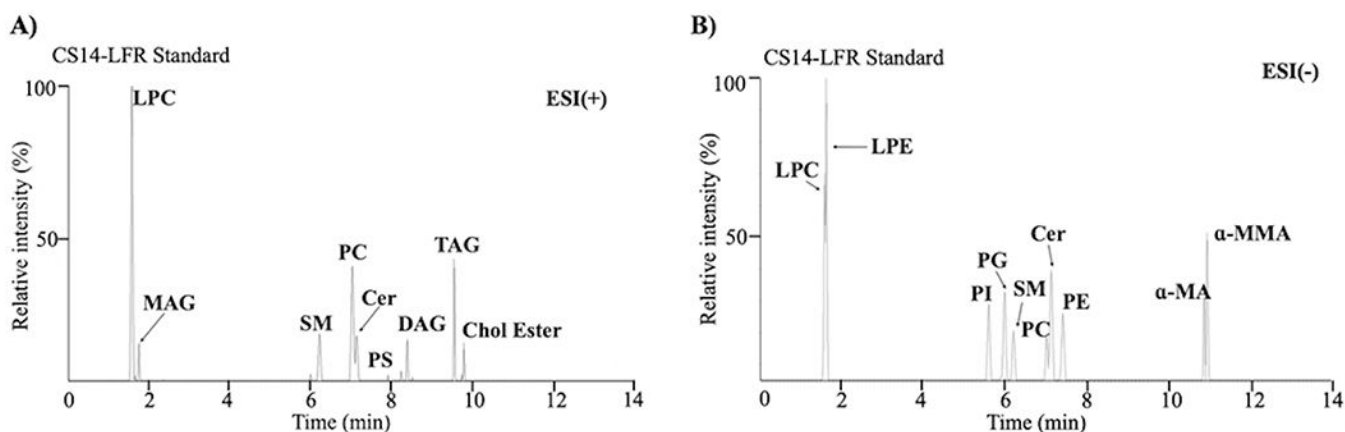 A)
CS14-LFR Standard
100
LPC
ESI(+)
Relative intensity (%)
50
MAG
SM
PC
Cer
PS
DAG
TAG
Chol Ester
0 2 4 6 8 10 12 14
Time (min)
B)
CS14-LFR Standard
ESI(-)
100
LPE
LPC
Relative intensity (%)
50
PI
PG
SM
PC
Cer
PE
α-MA
α-MMA
0 2 4 6 8 10 12 14
Time (min)